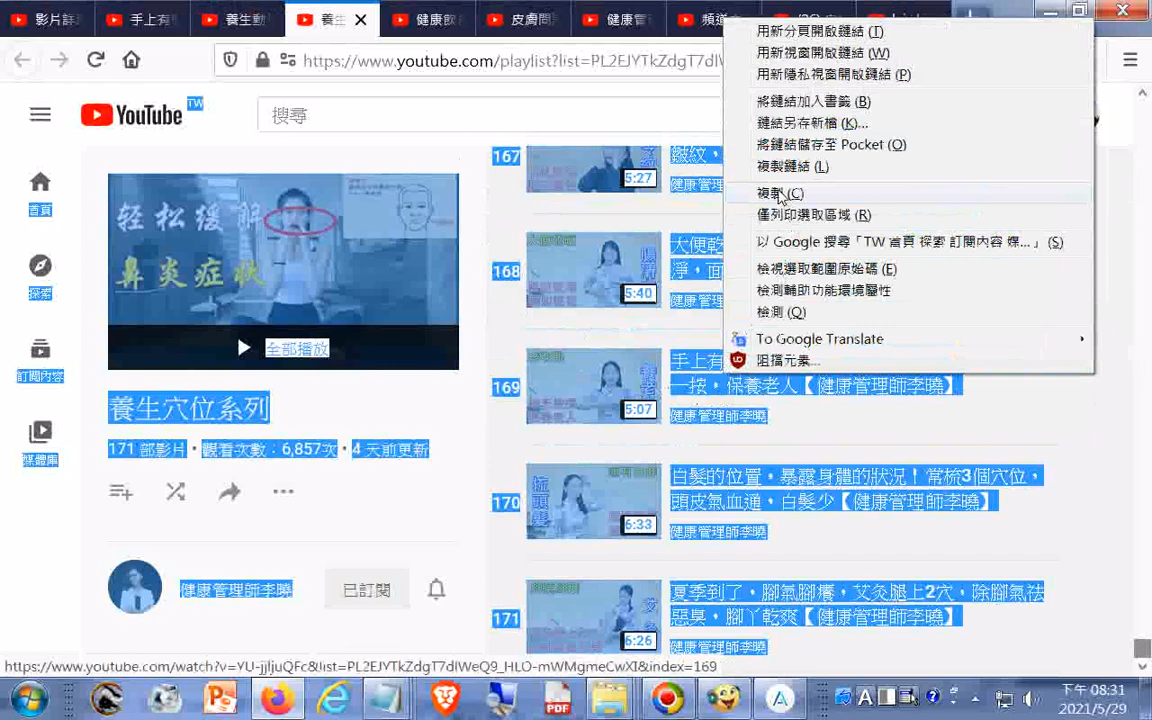 影片詳
手上有
養生動
養生
健康飲
皮膚問
健康管
頻道
https://www.youtube.com/playlist?list=PL2EJYTkZdgT7dIW
YouTube TW
搜尋
首頁
探索
訂閱內容
媒體庫
轻松缓解
鼻炎症状
全部播放
養生穴位系列
171 部影片・觀看次數：6,857次・4 天前更新
健康管理師李曉
已訂閱
167
5:27
皺紋，
健康管理
168
5:40
大便乾
淨，面
健康管理
169
5:07
手上有
一按，保養老人【健康管理師李曉】
健康管理師李曉
170
梳頭髮
6:33
白髮的位置，暴露身體的狀況！常梳3個穴位，
頭皮氣血通，白髮少【健康管理師李曉】
健康管理師李曉
171
6:26
夏季到了，腳氣腳癢，艾灸腿上2穴，除腳氣祛
惡臭，腳丫乾爽【健康管理師李曉】
健康管理師李曉
用新分頁開啟鏈結 (T)
用新視窗開啟鏈結 (W)
用新隱私視窗開啟鏈結 (P)
將鏈結加入書籤 (B)
鏈結另存新檔 (K)...
將鏈結儲存至 Pocket (O)
複製鏈結 (L)
複製 (C)
僅列印選取區域 (R)
以 Google 搜尋「TW 首頁 探索 訂閱內容 媒...」 (S)
檢視選取範圍原始碼 (E)
檢測輔助功能環境屬性
檢測 (Q)
To Google Translate
阻擋元素...
https://www.youtube.com/watch?v=YU-jjljuQFc&list=PL2EJYTkZdgT7dIWeQ9_HLO-mWMgmeCwXI&index=169
下午 08:31
2021/5/29